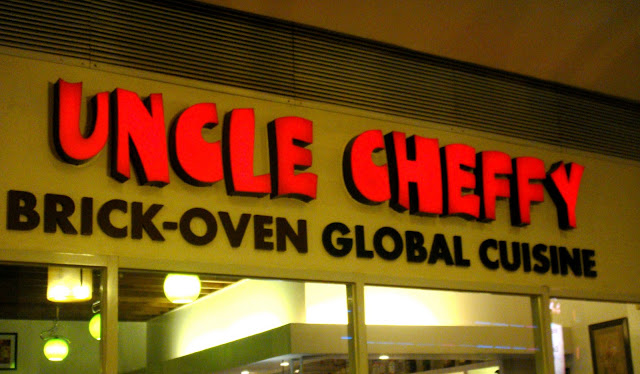 UNCLE CHEFFY
BRICK-OVEN GLOBAL CUISINE